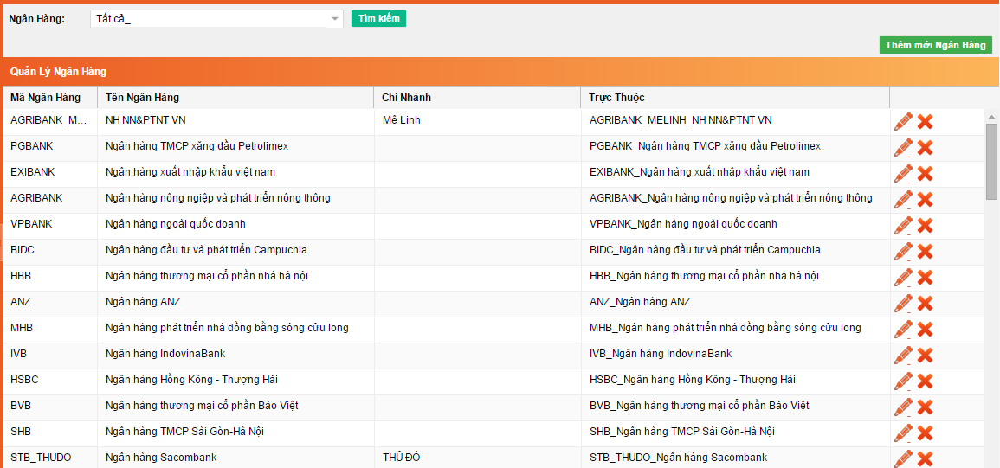 Ngân Hàng: Tất cả_ Tìm kiếm
Thêm mới Ngân Hàng
Quản Lý Ngân Hàng
Mã Ngân Hàng Tên Ngân Hàng Chi Nhánh Trực Thuộc
AGRIBANK_M... NH NN&PTNT VN Mê Linh AGRIBANK_MELINH_NH NN&PTNT VN
PGBANK Ngân hàng TMCP xăng dầu Petrolimex PGBANK_Ngân hàng TMCP xăng dầu Petrolimex
EXIBANK Ngân hàng xuất nhập khẩu việt nam EXIBANK_Ngân hàng xuất nhập khẩu việt nam
AGRIBANK Ngân hàng nông ngiệp và phát triển nông thông AGRIBANK_Ngân hàng nông ngiệp và phát triển nông thông
VPBANK Ngân hàng ngoài quốc doanh VPBANK_Ngân hàng ngoài quốc doanh
BIDC Ngân hàng đầu tư và phát triển Campuchia BIDC_Ngân hàng đầu tư và phát triển Campuchia
HBB Ngân hàng thương mại cổ phần nhà hà nội HBB_Ngân hàng thương mại cổ phần nhà hà nội
ANZ Ngân hàng ANZ ANZ_Ngân hàng ANZ
MHB Ngân hàng phát triển nhà đồng bằng sông cửu long MHB_Ngân hàng phát triển nhà đồng bằng sông cửu long
IVB Ngân hàng IndovinaBank IVB_Ngân hàng IndovinaBank
HSBC Ngân hàng Hồng Kông - Thượng Hải HSBC_Ngân hàng Hồng Kông - Thượng Hải
BVB Ngân hàng thương mại cổ phần Bảo Việt BVB_Ngân hàng thương mại cổ phần Bảo Việt
SHB Ngân hàng TMCP Sài Gòn-Hà Nội SHB_Ngân hàng TMCP Sài Gòn-Hà Nội
STB_THUDO Ngân hàng Sacombank THỦ ĐÔ STB_THUDO_Ngân hàng Sacombank